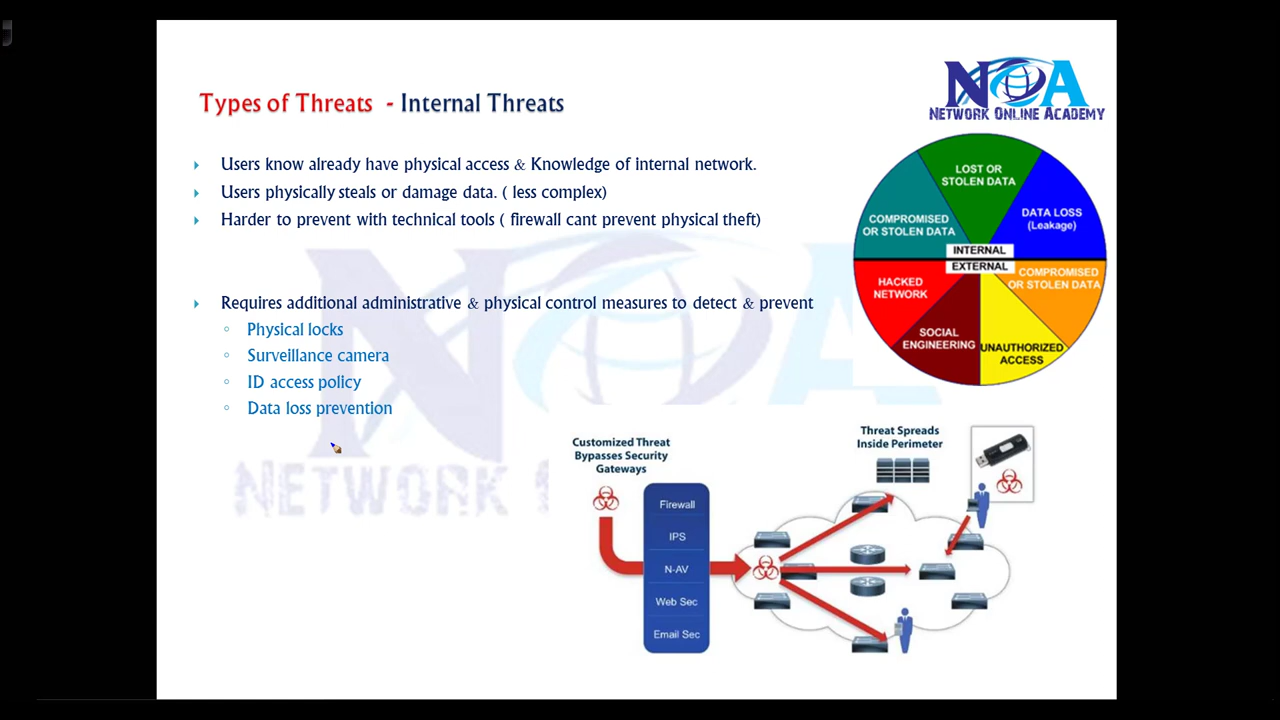 NOA
NETWORK ONLINE ACADEMY
Types of Threats - Internal Threats
Users know already have physical access & Knowledge of internal network.
Users physically steals or damage data. ( less complex)
Harder to prevent with technical tools ( firewall cant prevent physical theft)
Requires additional administrative & physical control measures to detect & prevent
Physical locks
Surveillance camera
ID access policy
Data loss prevention
LOST OR
STOLEN DATA
COMPROMISED
OR STOLEN DATA
DATA LOSS
(Leakage)
INTERNAL
EXTERNAL
HACKED
NETWORK
COMPROMISED
OR STOLEN DATA
SOCIAL
ENGINEERING
UNAUTHORIZED
ACCESS
Customized Threat
Bypasses Security
Gateways
Firewall
IPS
N-AV
Web Sec
Email Sec
Threat Spreads
Inside Perimeter
NOA
NETWORK